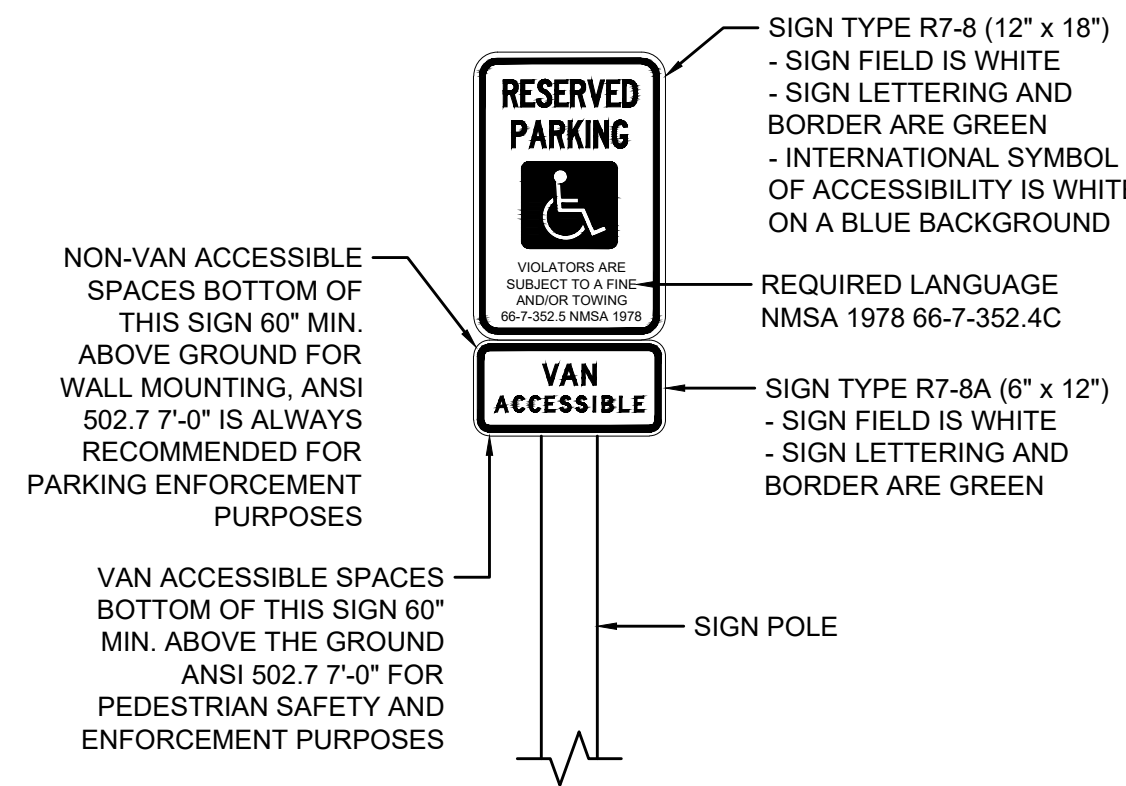 SIGN TYPE R7-8 (12" x 18")
- SIGN FIELD IS WHITE
- SIGN LETTERING AND
BORDER ARE GREEN
- INTERNATIONAL SYMBOL
OF ACCESSIBILITY IS WHITE
ON A BLUE BACKGROUND
RESERVED
PARKING
VIOLATORS ARE
SUBJECT TO A FINE
AND/OR TOWING
66-7-352.5 NMSA 1978
REQUIRED LANGUAGE
NMSA 1978 66-7-352.4C
NON-VAN ACCESSIBLE
SPACES BOTTOM OF
THIS SIGN 60" MIN.
ABOVE GROUND FOR
WALL MOUNTING, ANSI
502.7 7'-0" IS ALWAYS
RECOMMENDED FOR
PARKING ENFORCEMENT
PURPOSES
VAN
ACCESSIBLE
SIGN TYPE R7-8A (6" x 12")
- SIGN FIELD IS WHITE
- SIGN LETTERING AND
BORDER ARE GREEN
VAN ACCESSIBLE SPACES
BOTTOM OF THIS SIGN 60"
MIN. ABOVE THE GROUND
ANSI 502.7 7'-0" FOR
PEDESTRIAN SAFETY AND
ENFORCEMENT PURPOSES
SIGN POLE